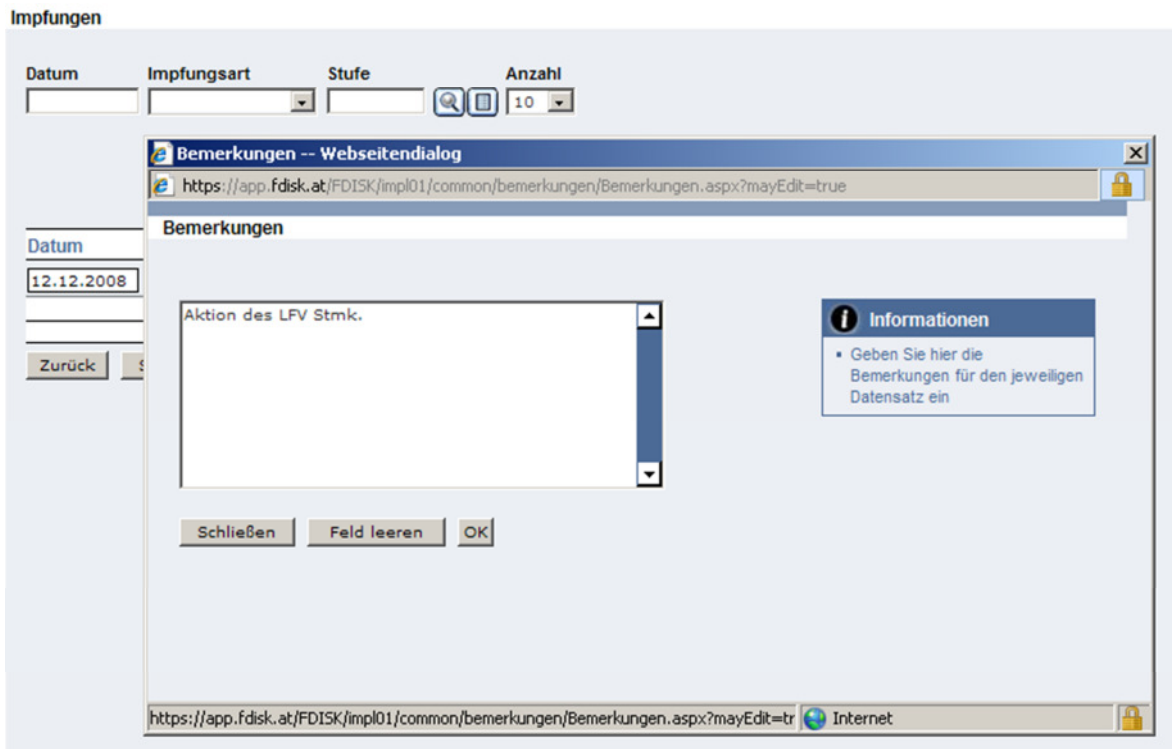 Impfungen
Datum Impfungsart Stufe Anzahl
10
Bemerkungen -- Webseitendialog
https://app.fdisk.at/FDISK/impl01/common/bemerkungen/Bemerkungen.aspx?mayEdit=true
Bemerkungen
Datum
12.12.2008
Aktion des LFV Stmk.
Informationen
Geben Sie hier die
Bemerkungen für den jeweiligen
Datensatz ein
Zurück
Schließen Feld leeren OK
https://app.fdisk.at/FDISK/impl01/common/bemerkungen/Bemerkungen.aspx?mayEdit=tr Internet